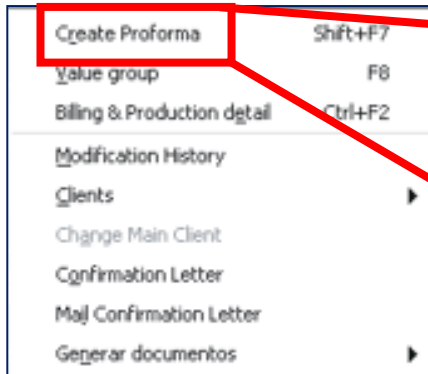 Create Proforma Shift+F7
Value group F8
Billing & Production detail Ctrl+F2
Modification History
Clients
Change Main Client
Confirmation Letter
Mail Confirmation Letter
Generar documentos